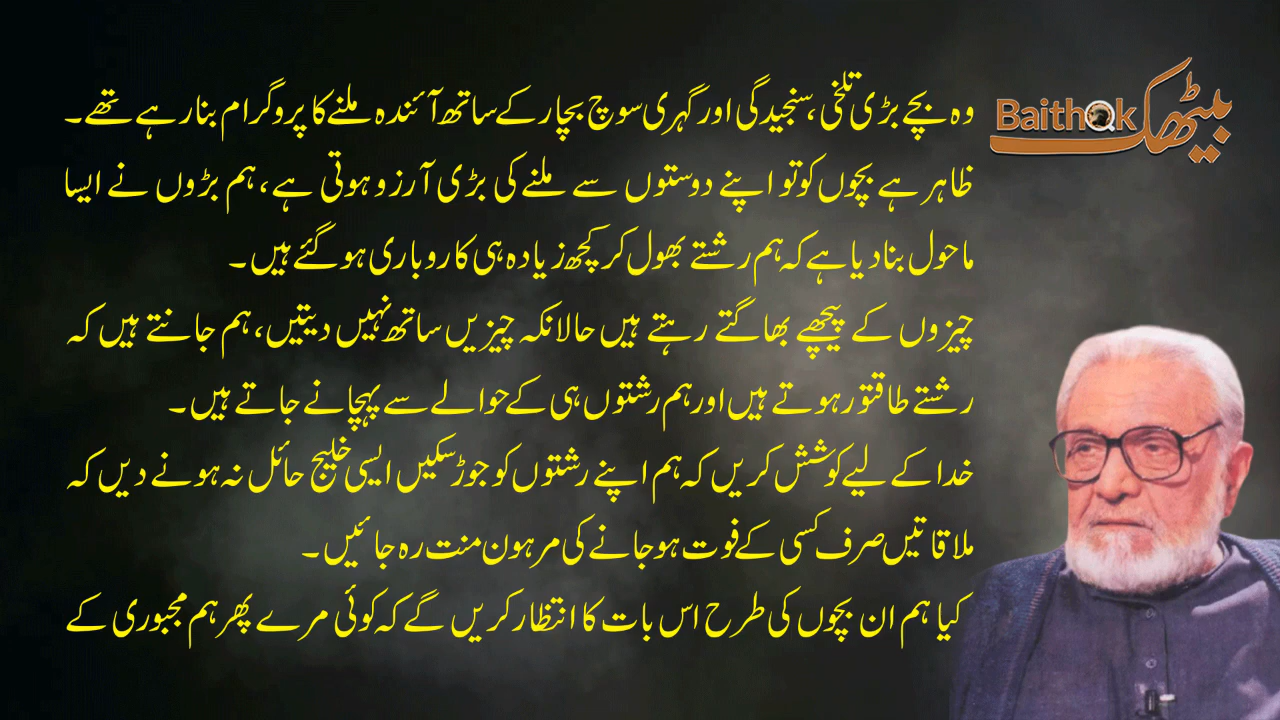 وہ بچے بڑی تلخی، سنجیدگی اور گہری سوچ بچار کے ساتھ آئندہ ملنے کا پروگرام بنا رہے تھے۔
Baithak بیٹھک
ظاہر ہے بچوں کو تو اپنے دوستوں سے ملنے کی بڑی آرزو ہوتی ہے، ہم بڑوں نے ایسا
ماحول بنا دیا ہے کہ ہم رشتے بھول کر کچھ زیادہ ہی کاروباری ہو گئے ہیں۔
چیزوں کے پیچھے بھاگتے رہتے ہیں حالانکہ چیزیں ساتھ نہیں دیتیں، ہم جانتے ہیں کہ
رشتے طاقتور ہوتے ہیں اور ہم رشتوں ہی کے حوالے سے پہچانے جاتے ہیں۔
خدا کے لیے کوشش کریں کہ ہم اپنے رشتوں کو جوڑ سکیں ایسی خلیج حائل نہ ہونے دیں کہ
ملاقاتیں صرف کسی کے فوت ہو جانے کی مرہون منت رہ جائیں۔
کیا ہم ان بچوں کی طرح اس بات کا انتظار کریں گے کہ کوئی مرے پھر ہم مجبوری کے